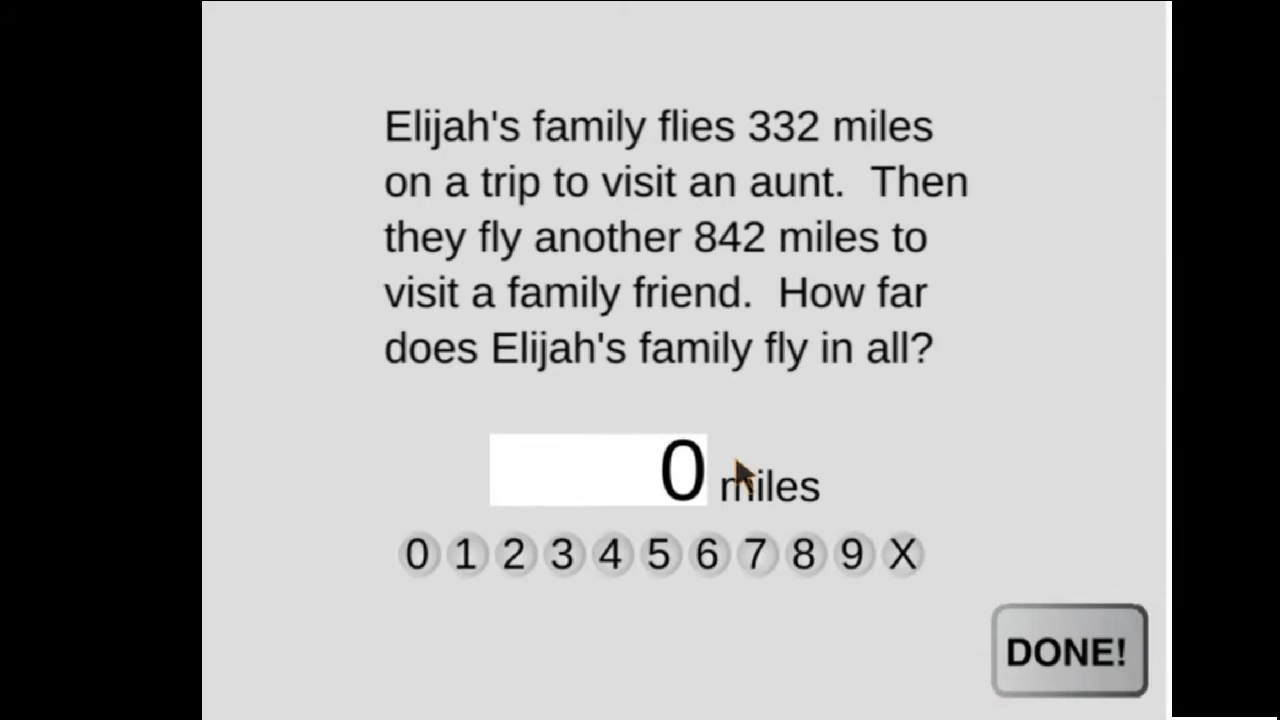 Elijah's family flies 332 miles
on a trip to visit an aunt.  Then
they fly another 842 miles to
visit a family friend.  How far
does Elijah's family fly in all?
0 miles
0 1 2 3 4 5 6 7 8 9 X
DONE!